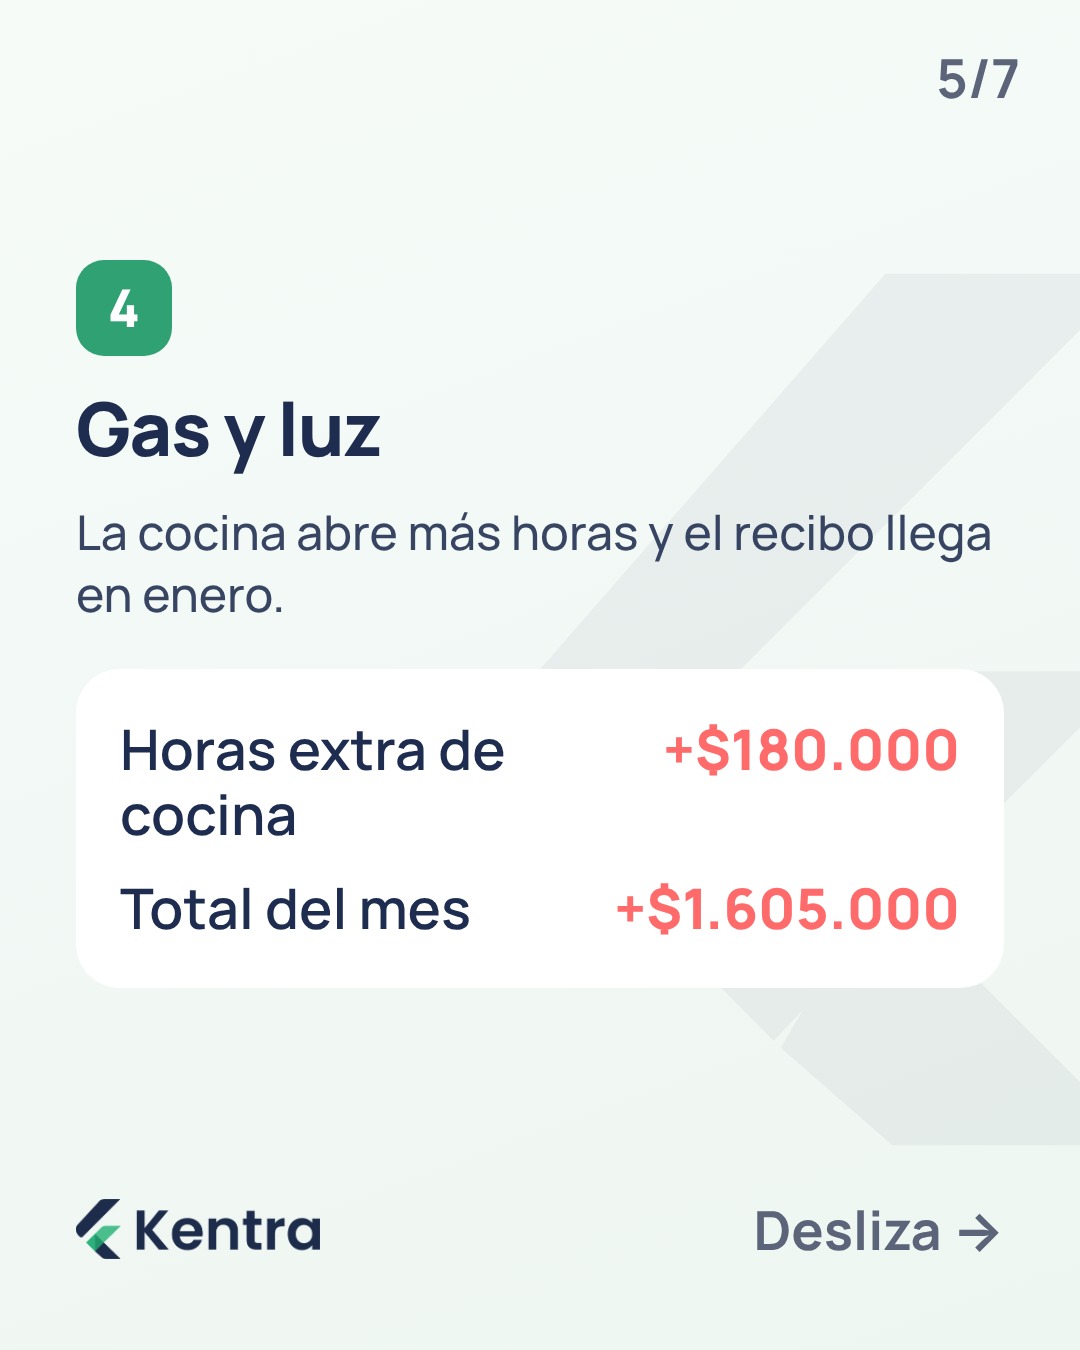 5/7
4
Gas y luz
La cocina abre más horas y el recibo llega
en enero.
Horas extra de +$180.000
cocina
Total del mes +$1.605.000
Kentra
Desliza →